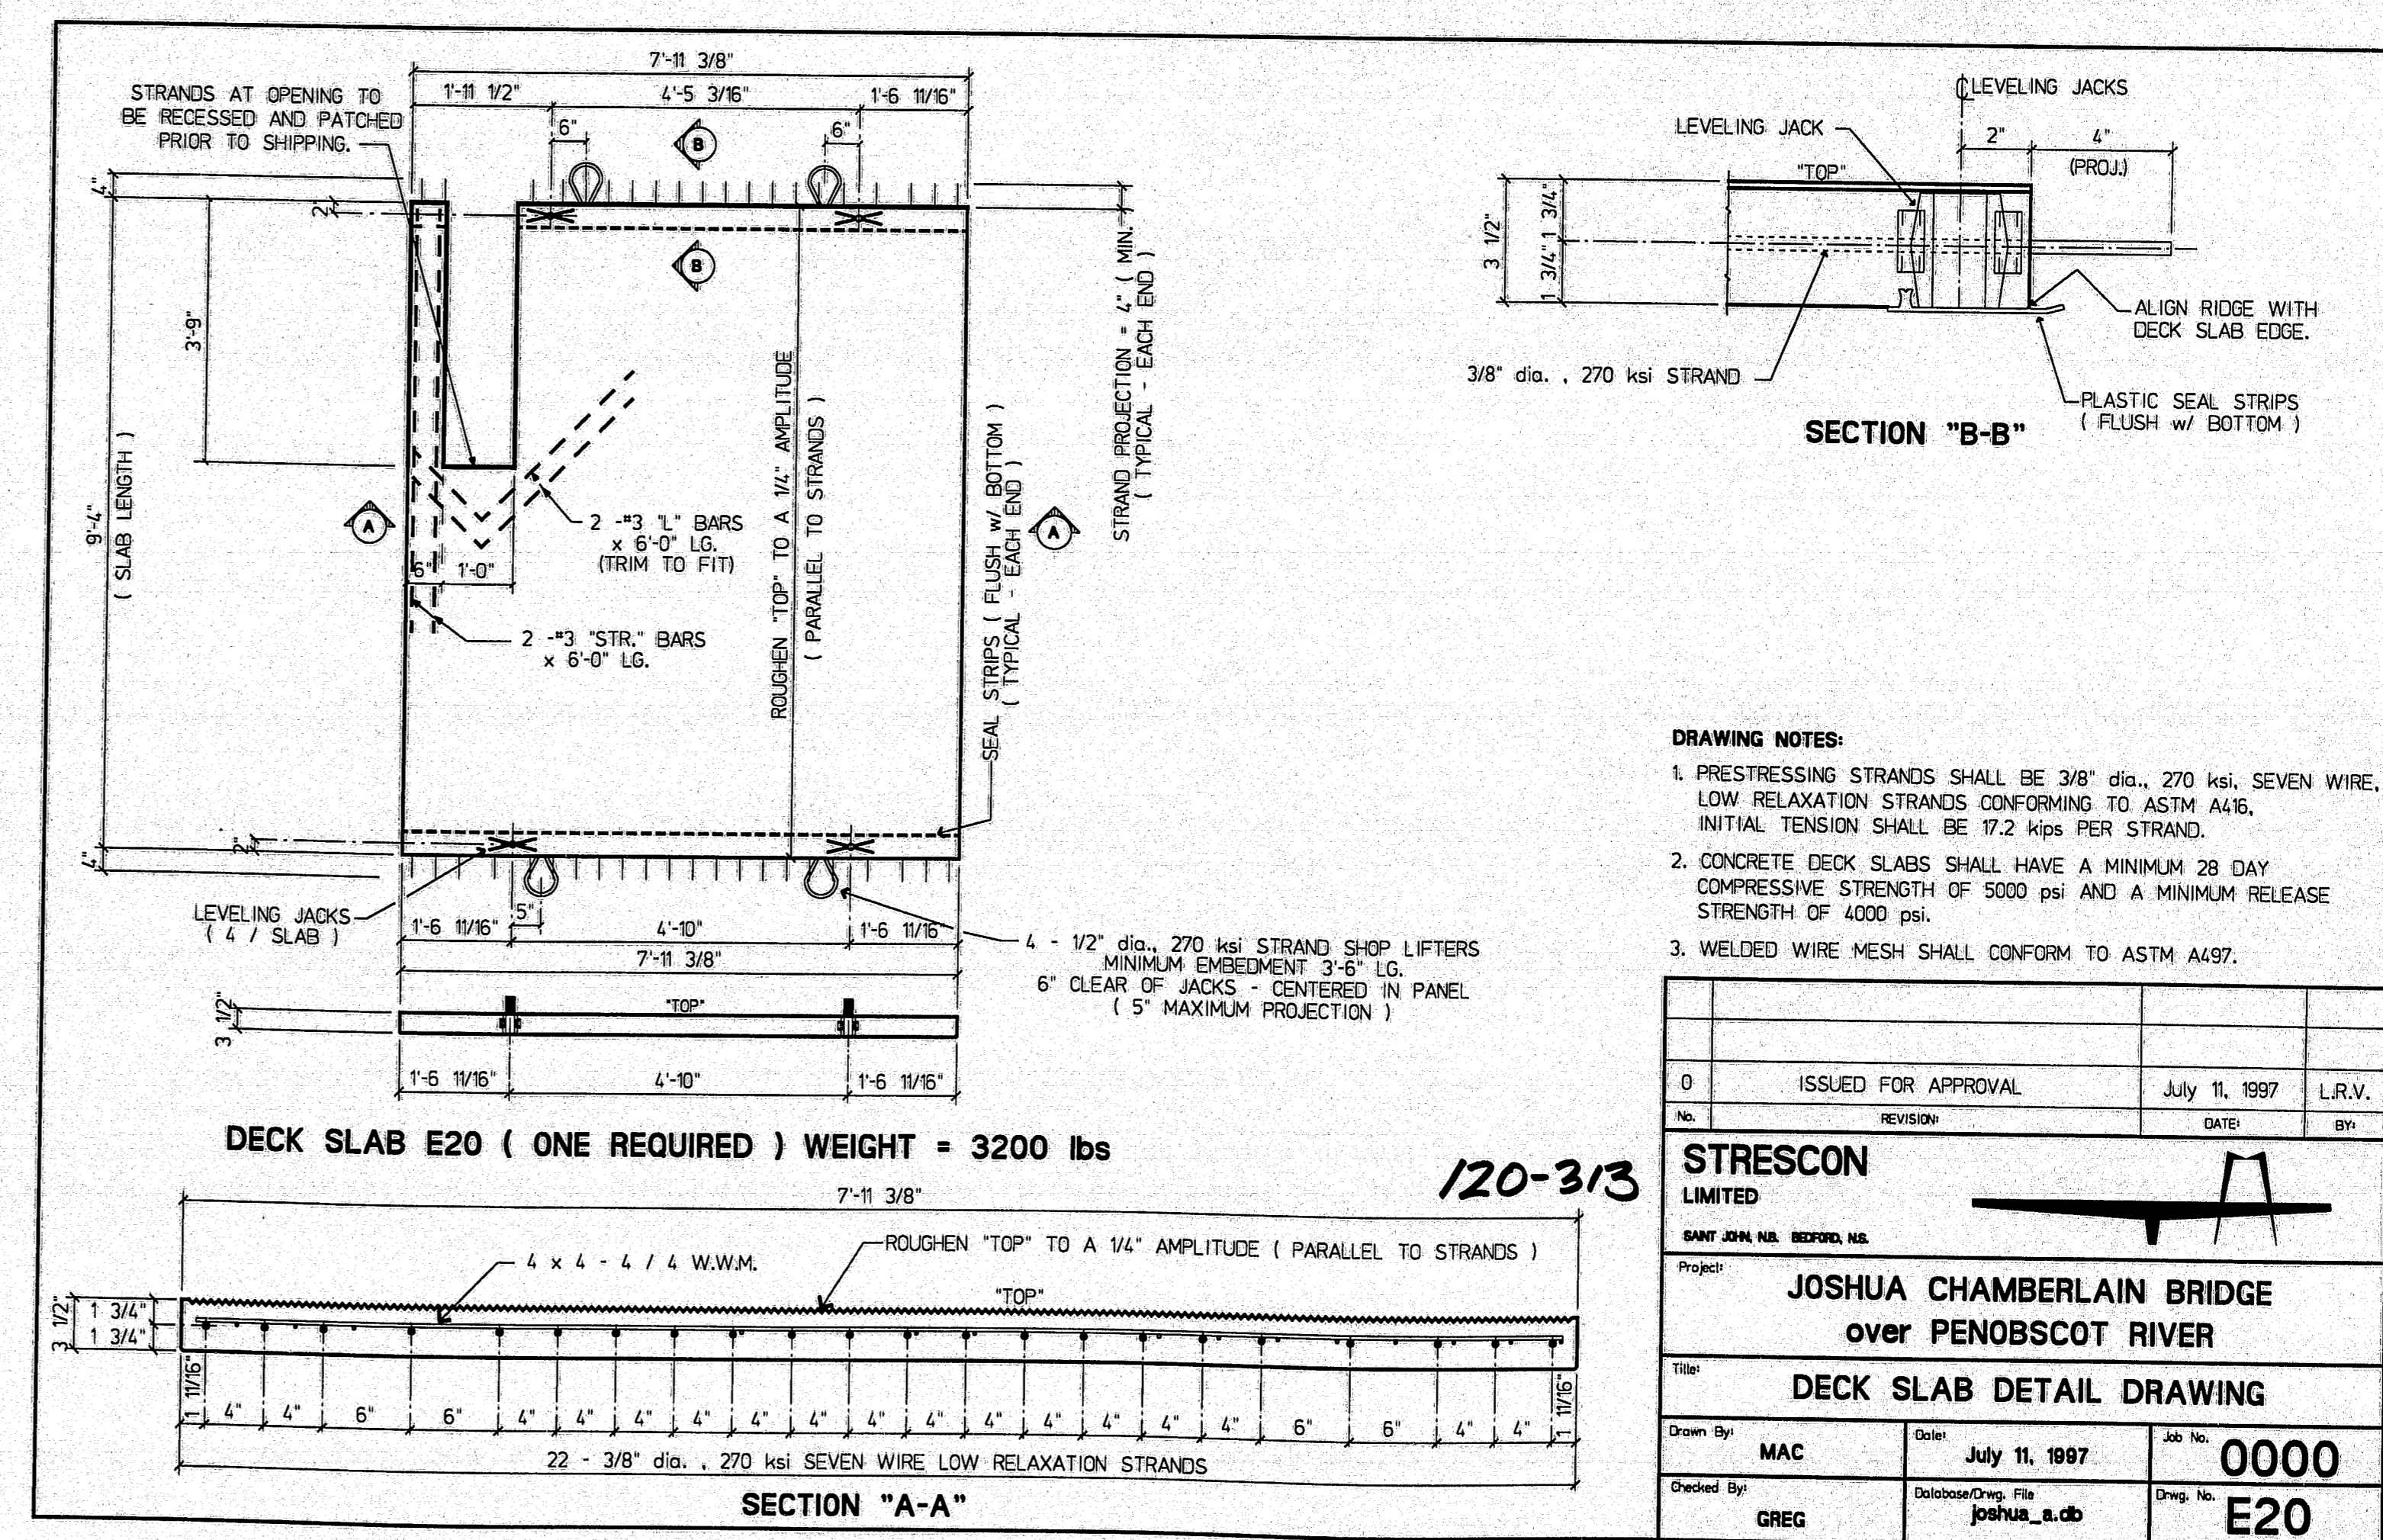 7'-11 3/8"
1'-11 1/2"
4'-5 3/16"
1'-6 11/16"
STRANDS AT OPENING TO
BE RECESSED AND PATCHED
PRIOR TO SHIPPING.
6"
B
6"
4"
2"
B
3'-9"
9'-4"
( SLAB LENGTH )
A
6"
1'-0"
2 -#3 "L" BARS
x 6'-0" LG.
(TRIM TO FIT)
2 -#3 "STR." BARS
x 6'-0" LG.
ROUGHEN "TOP" TO A 1/4" AMPLITUDE
( PARALLEL TO STRANDS )
SEAL STRIPS ( FLUSH w/ BOTTOM )
( TYPICAL - EACH END )
A
STRAND PROJECTION = 4" ( MIN. )
( TYPICAL - EACH END )
2"
4"
LEVELING JACKS
( 4 / SLAB )
1'-6 11/16"
5"
4'-10"
1'-6 11/16"
7'-11 3/8"
4 - 1/2" dia., 270 ksi STRAND SHOP LIFTERS
MINIMUM EMBEDMENT 3'-6" LG.
6" CLEAR OF JACKS - CENTERED IN PANEL
( 5" MAXIMUM PROJECTION )
3 1/2"
"TOP"
1'-6 11/16"
4'-10"
1'-6 11/16"
DECK SLAB E20 ( ONE REQUIRED ) WEIGHT = 3200 lbs
120-313
7'-11 3/8"
4 x 4 - 4 / 4 W.W.M.
ROUGHEN "TOP" TO A 1/4" AMPLITUDE ( PARALLEL TO STRANDS )
"TOP"
3 1/2"
1 3/4"
1 3/4"
1 11/16"
4" 4" 6" 6" 4" 4" 4" 4" 4" 4" 4" 4" 4" 4" 4" 4" 4" 6" 6" 4" 4"
1 11/16"
22 - 3/8" dia. , 270 ksi SEVEN WIRE LOW RELAXATION STRANDS
SECTION "A-A"
℄ LEVELING JACKS
LEVELING JACK
2"
4"
(PROJ.)
"TOP"
3 1/2"
1 3/4" 1 3/4"
3/8" dia. , 270 ksi STRAND
ALIGN RIDGE WITH
DECK SLAB EDGE.
PLASTIC SEAL STRIPS
( FLUSH w/ BOTTOM )
SECTION "B-B"
DRAWING NOTES:
1. PRESTRESSING STRANDS SHALL BE 3/8" dia., 270 ksi, SEVEN WIRE,
LOW RELAXATION STRANDS CONFORMING TO ASTM A416,
INITIAL TENSION SHALL BE 17.2 kips PER STRAND.
2. CONCRETE DECK SLABS SHALL HAVE A MINIMUM 28 DAY
COMPRESSIVE STRENGTH OF 5000 psi AND A MINIMUM RELEASE
STRENGTH OF 4000 psi.
3. WELDED WIRE MESH SHALL CONFORM TO ASTM A497.
0 ISSUED FOR APPROVAL July 11, 1997 L.R.V.
No. REVISION: DATE: BY:
STRESCON
LIMITED
SAINT JOHN, N.B. BEDFORD, N.S.
Project:
JOSHUA CHAMBERLAIN BRIDGE
over PENOBSCOT RIVER
Title:
DECK SLAB DETAIL DRAWING
Drawn By: MAC
Date: July 11, 1997
Job No. 0000
Checked By: GREG
Database/Drwg. File joshua_a.db
Drwg. No. E20